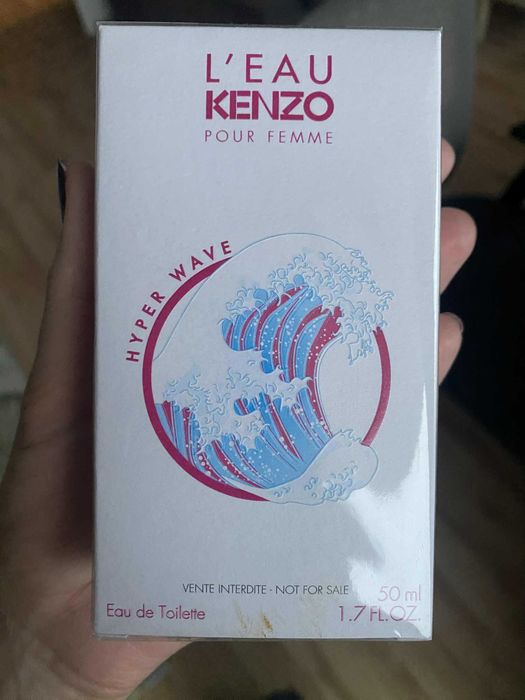 L'EAU
KENZO
POUR FEMME
HYPER WAVE
VENTE INTERDITE - NOT FOR SALE
50 ml
Eau de Toilette
1.7 FL.OZ.